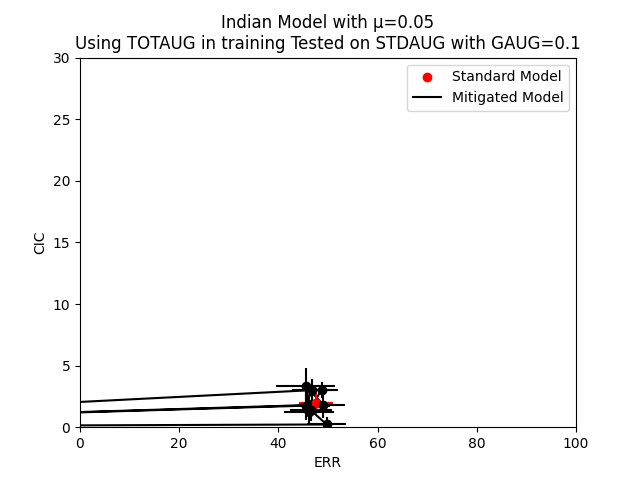 Indian Model with μ=0.05
Using TOTAUG in training Tested on STDAUG with GAUG=0.1
30
25
20
15
10
5
0
CIC
Standard Model
Mitigated Model
0 20 40 60 80 100
ERR